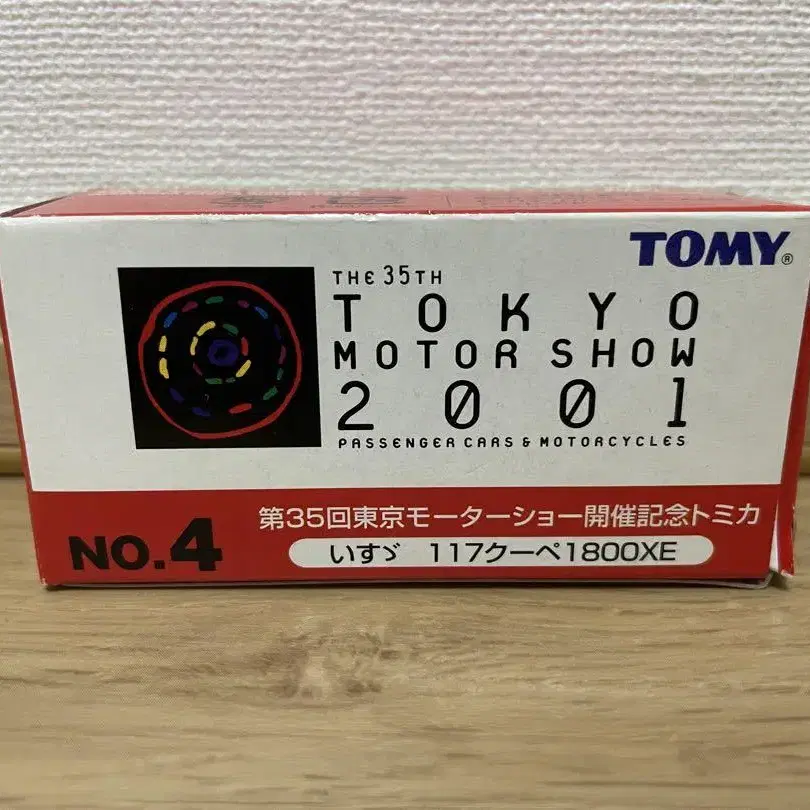 TOMY®
THE 35TH
TOKYO
MOTOR SHOW
2001
PASSENGER CARS & MOTORCYCLES
第35回東京モーターショー開催記念トミカ
NO.4
いすゞ 117クーペ1800XE